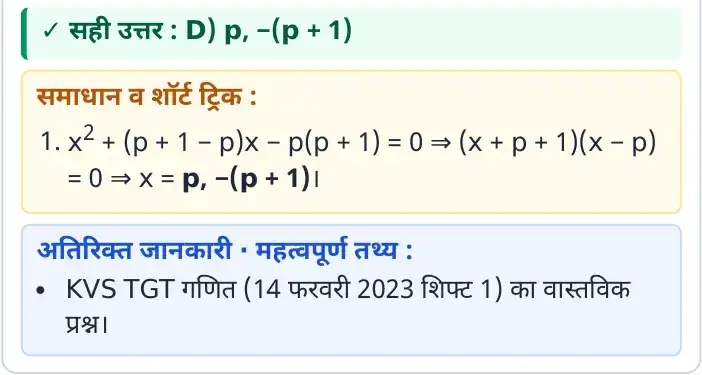 ✓ सही उत्तर : D) p, −(p + 1)
समाधान व शॉर्ट ट्रिक :
1. x² + (p + 1 − p)x − p(p + 1) = 0 ⇒ (x + p + 1)(x − p)
= 0 ⇒ x = p, −(p + 1)।
अतिरिक्त जानकारी · महत्वपूर्ण तथ्य :
• KVS TGT गणित (14 फरवरी 2023 शिफ्ट 1) का वास्तविक
प्रश्न।